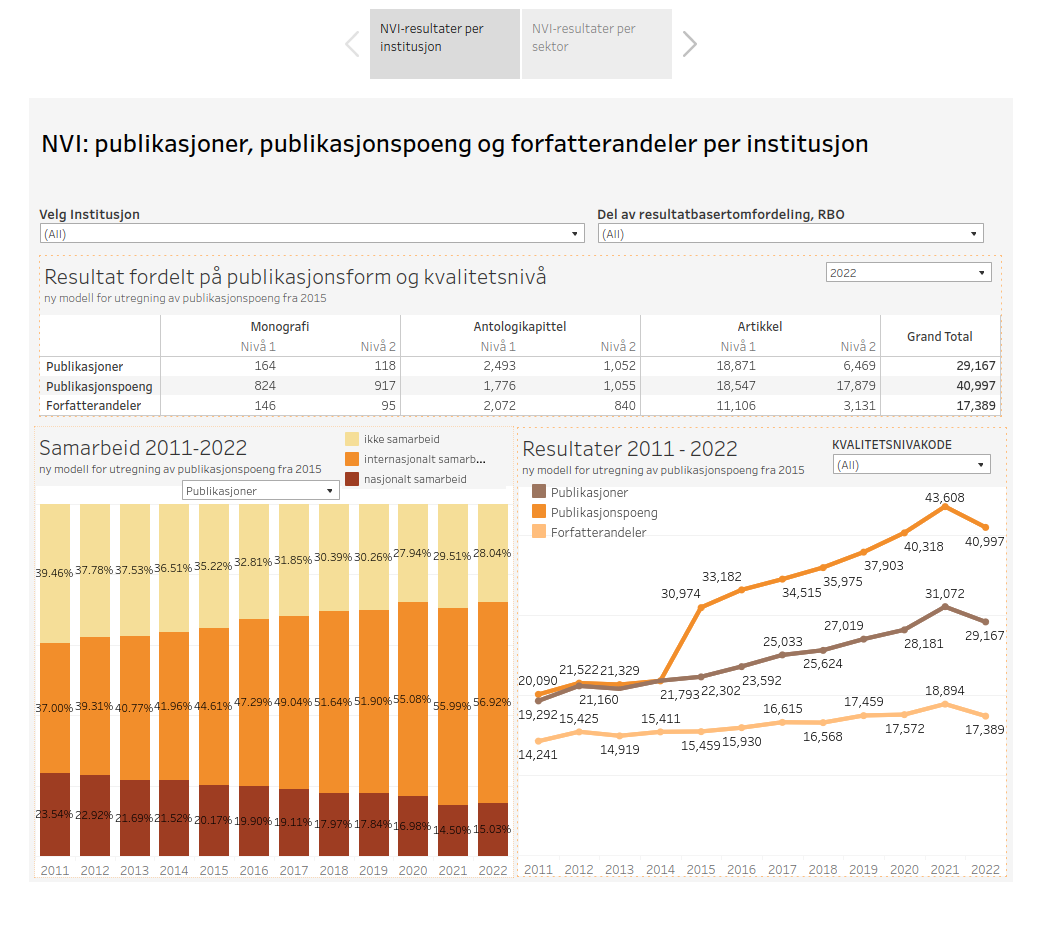 NVI-resultater per
institusjon
NVI-resultater per
sektor
NVI: publikasjoner, publikasjonspoeng og forfatterandeler per institusjon
Velg Institusjon
Del av resultatbasertomfordeling, RBO
(All)
(All)
Resultat fordelt på publikasjonsform og kvalitetsnivå
2022
ny modell for utregning av publikasjonspoeng fra 2015
Monografi Antologikapittel Artikkel Grand Total
Nivå 1 Nivå 2 Nivå 1 Nivå 2 Nivå 1 Nivå 2
Publikasjoner 164 118 2,493 1,052 18,871 6,469 29,167
Publikasjonspoeng 824 917 1,776 1,055 18,547 17,879 40,997
Forfatterandeler 146 95 2,072 840 11,106 3,131 17,389
Samarbeid 2011-2022
ny modell for utregning av publikasjonspoeng fra 2015
ikke samarbeid
internasjonalt samarb...
nasjonalt samarbeid
Publikasjoner
39.46% 37.78% 37.53% 36.51% 35.22% 32.81% 31.85% 30.39% 30.26% 27.94% 29.51% 28.04%
37.00% 39.31% 40.77% 41.96% 44.61% 47.29% 49.04% 51.64% 51.90% 55.08% 55.99% 56.92%
23.54% 22.92% 21.69% 21.52% 20.17% 19.90% 19.11% 17.97% 17.84% 16.98% 14.50% 15.03%
2011 2012 2013 2014 2015 2016 2017 2018 2019 2020 2021 2022
Resultater 2011 - 2022
ny modell for utregning av publikasjonspoeng fra 2015
KVALITETSNIVAKODE
(All)
Publikasjoner
Publikasjonspoeng
Forfatterandeler
20,090 21,522 21,329 30,974 33,182 34,515 35,975 37,903 40,318 43,608 40,997
19,292 21,160 21,793 22,302 23,592 25,033 25,624 27,019 28,181 31,072 29,167
14,241 15,425 14,919 15,411 15,459 15,930 16,615 16,568 17,459 17,572 18,894 17,389
2011 2012 2013 2014 2015 2016 2017 2018 2019 2020 2021 2022